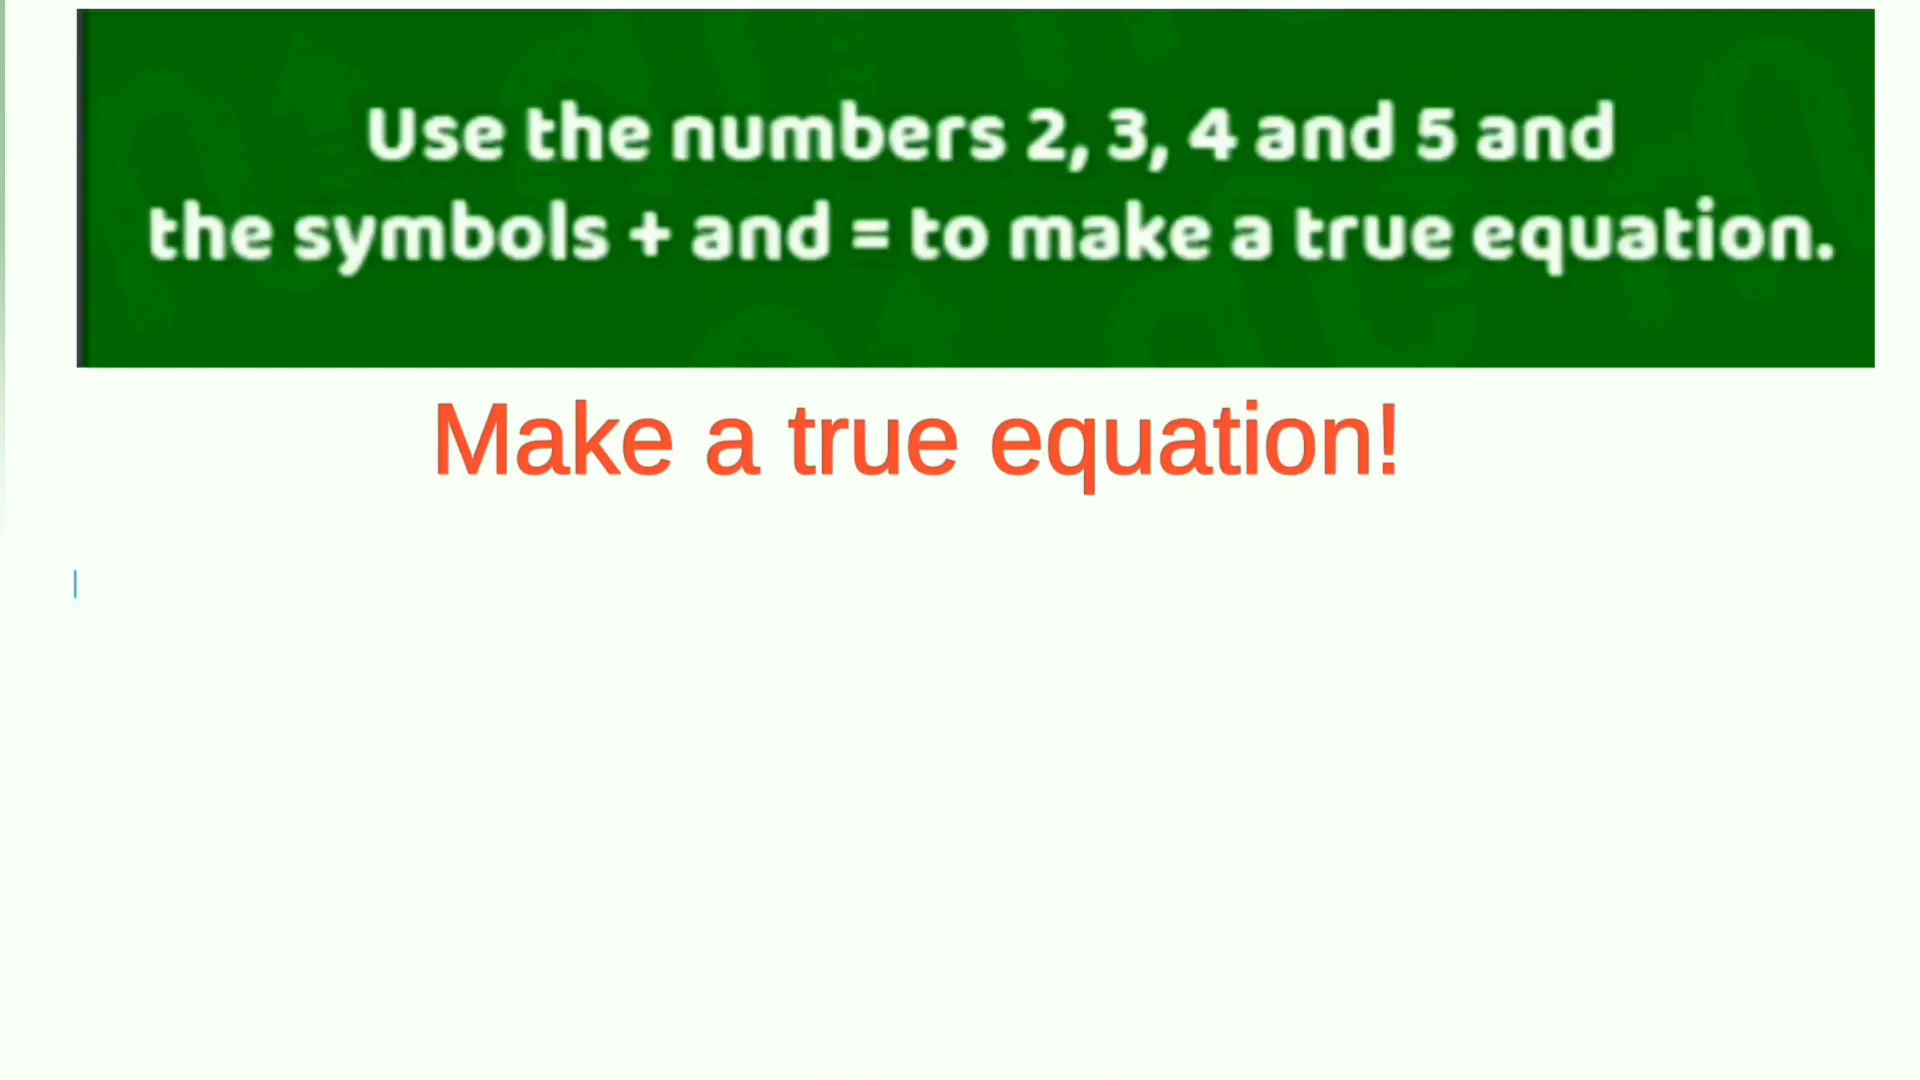 Use the numbers 2, 3, 4 and 5 and
the symbols + and = to make a true equation.
Make a true equation!